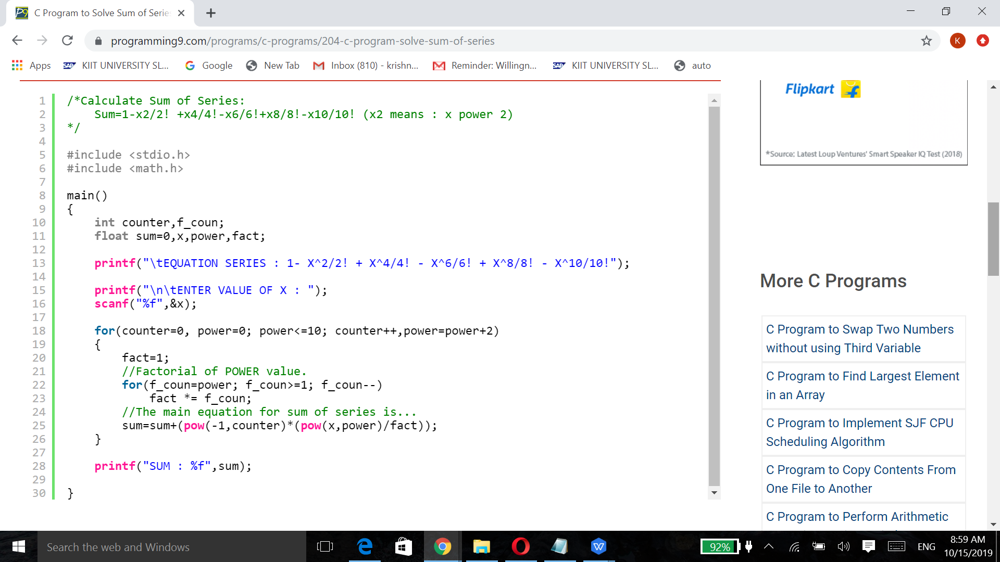 C Program to Solve Sum of Serie
programming9.com/programs/c-programs/204-c-program-solve-sum-of-series
K
Apps
KIIT UNIVERSITY SL...
Google
New Tab
Inbox (810) - krishn...
Reminder: Willingn...
KIIT UNIVERSITY SL...
auto
1 /*Calculate Sum of Series:
2 Sum=1-x2/2! +x4/4!-x6/6!+x8/8!-x10/10! (x2 means : x power 2)
3 */
4
5 #include <stdio.h>
6 #include <math.h>
7
8 main()
9 {
10 int counter,f_coun;
11 float sum=0,x,power,fact;
12
13 printf("\tEQUATION SERIES : 1- X^2/2! + X^4/4! - X^6/6! + X^8/8! - X^10/10!");
14
15 printf("\n\tENTER VALUE OF X : ");
16 scanf("%f",&x);
17
18 for(counter=0, power=0; power<=10; counter++,power=power+2)
19 {
20 fact=1;
21 //Factorial of POWER value.
22 for(f_coun=power; f_coun>=1; f_coun--)
23 fact *= f_coun;
24 //The main equation for sum of series is...
25 sum=sum+(pow(-1,counter)*(pow(x,power)/fact));
26 }
27
28 printf("SUM : %f",sum);
29
30 }
Flipkart
*Source: Latest Loup Ventures' Smart Speaker IQ Test (2018)
More C Programs
C Program to Swap Two Numbers
without using Third Variable
C Program to Find Largest Element
in an Array
C Program to Implement SJF CPU
Scheduling Algorithm
C Program to Copy Contents From
One File to Another
C Program to Perform Arithmetic
Search the web and Windows
92%
ENG
8:59 AM
10/15/2019